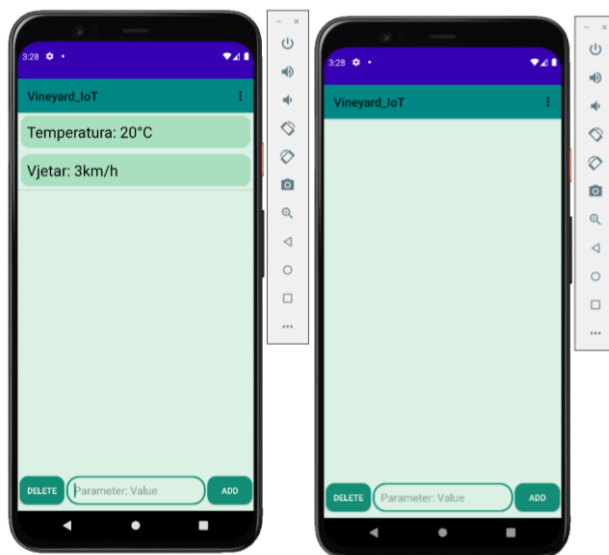 3:28
Vineyard_IoT
Temperatura: 20°C
Vjetar: 3km/h
DELETE
Parameter: Value
ADD
3:28
Vineyard_IoT
DELETE
Parameter: Value
ADD